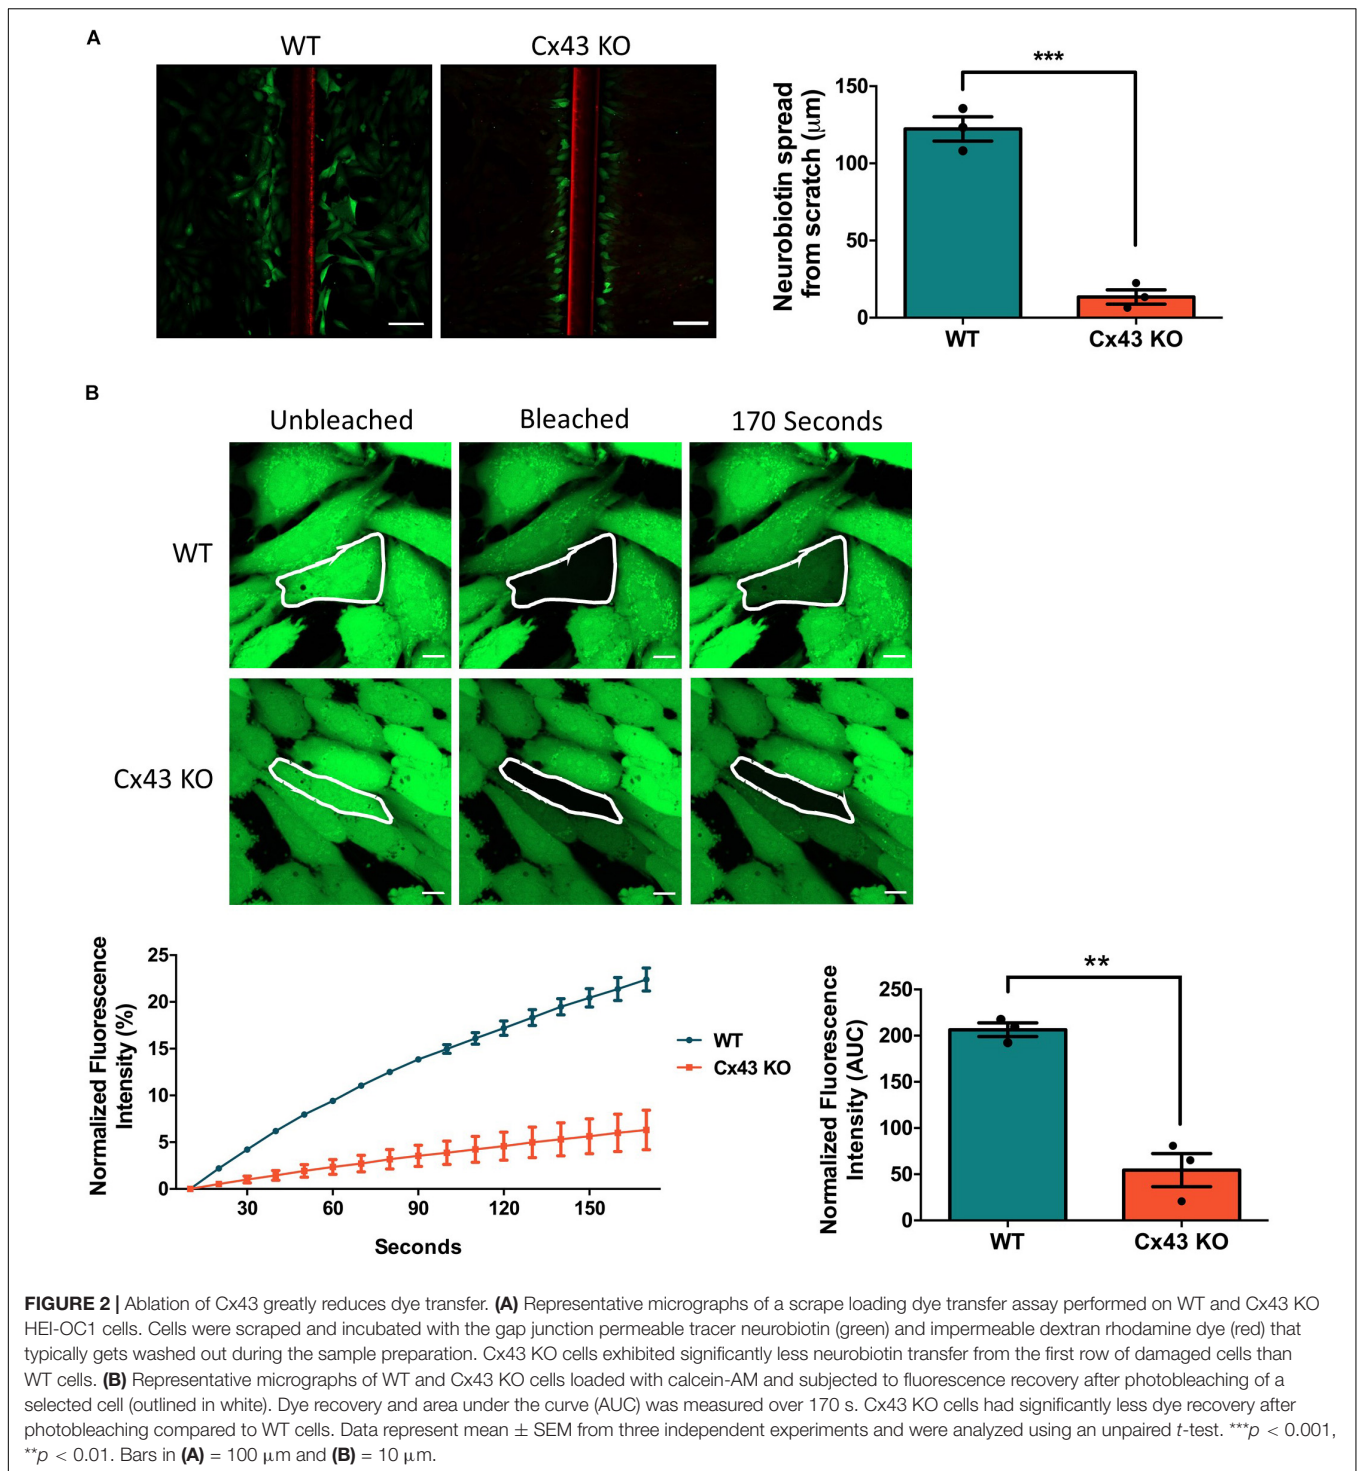 A
WT
Cx43 KO
***
Neurobiotin spread
from scratch (μm)
150
100
50
0
WT
Cx43 KO
B
Unbleached
Bleached
170 Seconds
WT
Cx43 KO
Normalized Fluorescence
Intensity (%)
25
20
15
10
5
0
30
60
90
120
150
Seconds
WT
Cx43 KO
**
Normalized Fluorescence
Intensity (AUC)
250
200
150
100
50
0
WT
Cx43 KO
FIGURE 2 | Ablation of Cx43 greatly reduces dye transfer. (A) Representative micrographs of a scrape loading dye transfer assay performed on WT and Cx43 KO
HEI-OC1 cells. Cells were scraped and incubated with the gap junction permeable tracer neurobiotin (green) and impermeable dextran rhodamine dye (red) that
typically gets washed out during the sample preparation. Cx43 KO cells exhibited significantly less neurobiotin transfer from the first row of damaged cells than
WT cells. (B) Representative micrographs of WT and Cx43 KO cells loaded with calcein-AM and subjected to fluorescence recovery after photobleaching of a
selected cell (outlined in white). Dye recovery and area under the curve (AUC) was measured over 170 s. Cx43 KO cells had significantly less dye recovery after
photobleaching compared to WT cells. Data represent mean ± SEM from three independent experiments and were analyzed using an unpaired t-test. ***p < 0.001,
**p < 0.01. Bars in (A) = 100 μm and (B) = 10 μm.